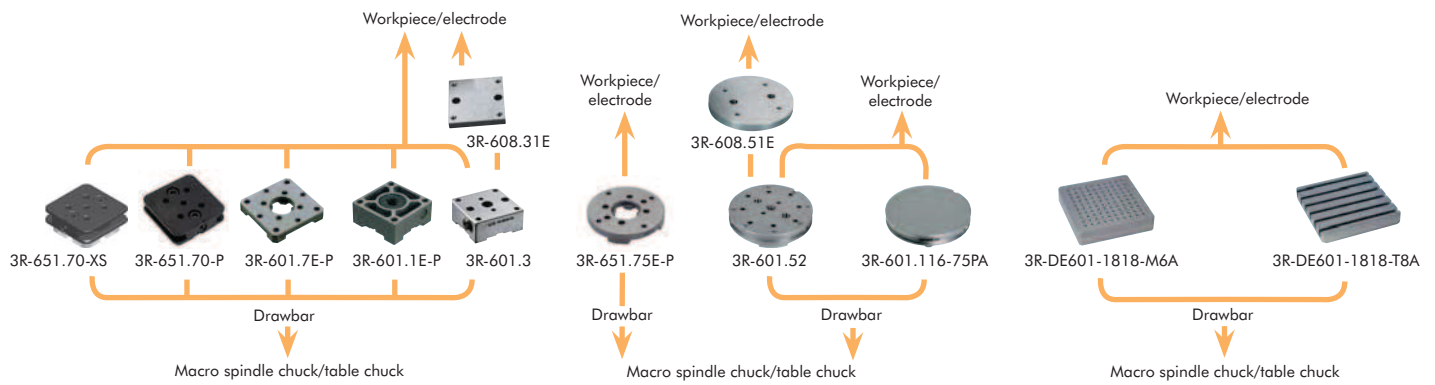 Workpiece/electrode
Workpiece/electrode
Workpiece/
electrode
Workpiece/
electrode
Workpiece/electrode
3R-608.31E
3R-608.51E
3R-651.70-XS
3R-651.70-P
3R-601.7E-P
3R-601.1E-P
3R-601.3
3R-651.75E-P
3R-601.52
3R-601.116-75PA
3R-DE601-1818-M6A
3R-DE601-1818-T8A
Drawbar
Drawbar
Drawbar
Drawbar
Macro spindle chuck/table chuck
Macro spindle chuck/table chuck
Macro spindle chuck/table chuck